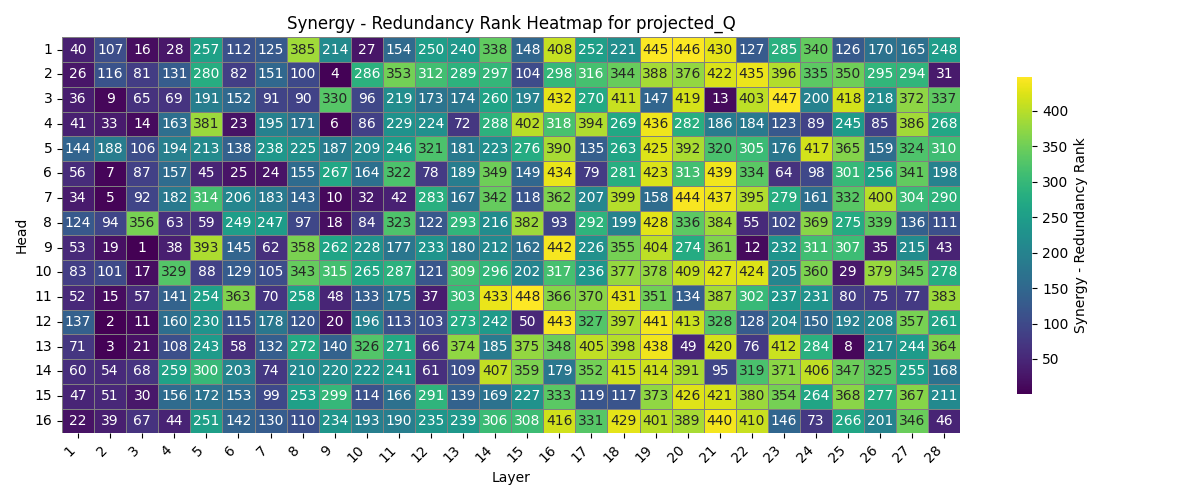 Synergy - Redundancy Rank Heatmap for projected_Q
1 40 107 16 28 257 112 125 385 214 27 154 250 240 338 148 408 252 221 445 446 430 127 285 340 126 170 165 248
2 26 116 81 131 280 82 151 100 4 286 353 312 289 297 104 298 316 344 388 376 422 435 396 335 350 295 294 31
3 36 9 65 69 191 152 91 90 330 96 219 173 174 260 197 432 270 411 147 419 13 403 447 200 418 218 372 337
4 41 33 14 163 381 23 195 171 6 86 229 224 72 288 402 318 394 269 436 282 186 184 123 89 245 85 386 268
5 144 188 106 194 213 138 238 225 187 209 246 321 181 223 276 390 135 263 425 392 320 305 176 417 365 159 324 310
6 56 7 87 157 45 25 24 155 267 164 322 78 189 349 149 434 79 281 423 313 439 334 64 98 301 256 341 198
7 34 5 92 182 314 206 183 143 10 32 42 283 167 342 118 362 207 399 158 444 437 395 279 161 332 400 304 290
8 124 94 356 63 59 249 247 97 18 84 323 122 293 216 382 93 292 199 428 336 384 55 102 369 275 339 136 111
9 53 19 1 38 393 145 62 358 262 228 177 233 180 212 162 442 226 355 404 274 361 12 232 311 307 35 215 43
10 83 101 17 329 88 129 105 343 315 265 287 121 309 296 202 317 236 377 378 409 427 424 205 360 29 379 345 278
11 52 15 57 141 254 363 70 258 48 133 175 37 303 433 448 366 370 431 351 134 387 302 237 231 80 75 77 383
12 137 2 11 160 230 115 178 120 20 196 113 103 273 242 50 443 327 397 441 413 328 128 204 150 192 208 357 261
13 71 3 21 108 243 58 132 272 140 326 271 66 374 185 375 348 405 398 438 49 420 76 412 284 8 217 244 364
14 60 54 68 259 300 203 74 210 220 222 241 61 109 407 359 179 352 415 414 391 95 319 371 406 347 325 255 168
15 47 51 30 156 172 153 99 253 299 114 166 291 139 169 227 333 119 117 373 426 421 380 354 264 368 277 367 211
16 22 39 67 44 251 142 130 110 234 193 190 235 239 306 308 416 331 429 401 389 440 410 146 73 266 201 346 46
1 2 3 4 5 6 7 8 9 10 11 12 13 14 15 16 17 18 19 20 21 22 23 24 25 26 27 28
Layer
Head
400
350
300
250
200
150
100
50
Synergy - Redundancy Rank